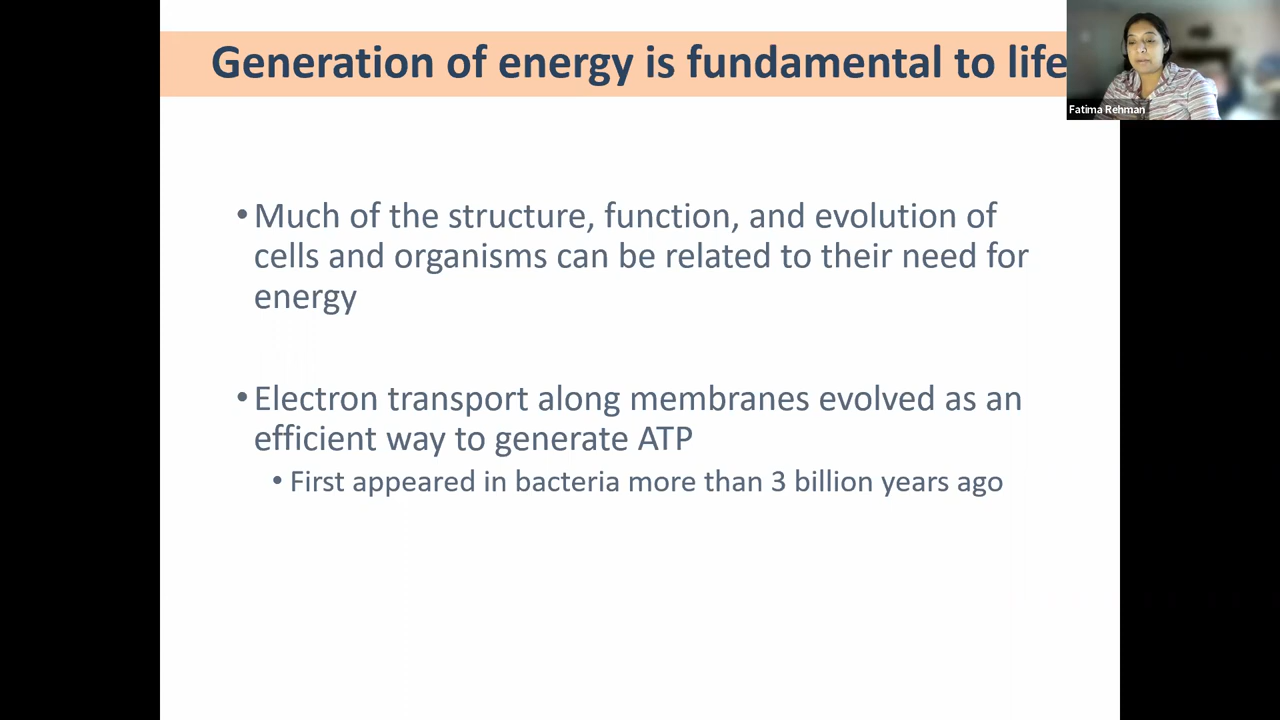 Generation of energy is fundamental to life
Fatima Rehman
•Much of the structure, function, and evolution of
cells and organisms can be related to their need for
energy
•Electron transport along membranes evolved as an
efficient way to generate ATP
•First appeared in bacteria more than 3 billion years ago